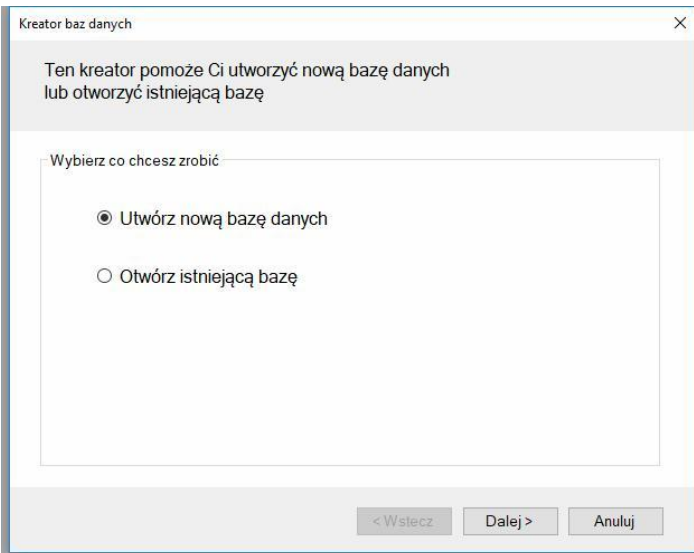 Kreator baz danych
Ten kreator pomoże Ci utworzyć nową bazę danych
lub otworzyć istniejącą bazę
Wybierz co chcesz zrobić
Utwórz nową bazę danych
Otwórz istniejącą bazę
< Wstecz Dalej > Anuluj